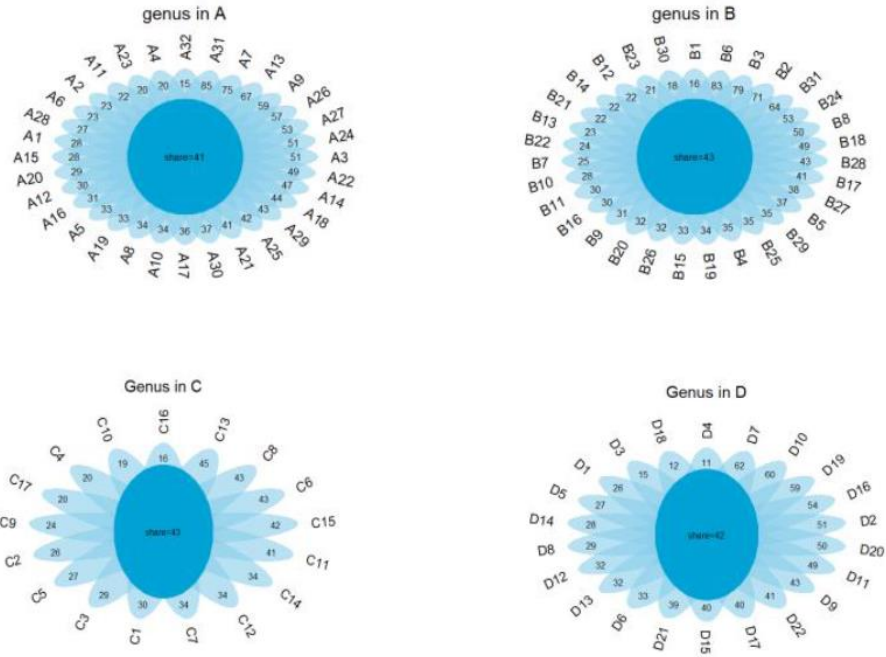 genus in A
A32
A31
A7
A13
A9
A26
A27
A24
A3
A22
A14
A18
A29
A25
A21
A30
A17
A10
A8
A19
A5
A16
A12
A20
A15
A1
A28
A6
A2
A11
A23
A4
15
85
75
67
59
57
53
51
51
49
47
44
43
42
41
37
36
34
34
33
33
31
30
29
28
28
27
23
23
22
20
20
share=41
genus in B
B1
B6
B3
B2
B31
B24
B8
B18
B28
B17
B27
B5
B29
B25
B4
B19
B15
B26
B20
B9
B16
B11
B10
B7
B22
B13
B21
B14
B12
B23
B30
16
83
79
71
64
53
50
49
43
41
38
37
35
35
35
34
33
32
32
31
30
30
28
25
24
23
22
22
22
21
18
share=43
Genus in C
C16
C13
C8
C6
C15
C11
C14
C12
C7
C1
C3
C5
C2
C9
C17
C4
C10
16
45
43
43
42
41
34
34
34
30
29
27
26
24
20
20
19
share=43
Genus in D
D4
D7
D10
D19
D16
D2
D20
D11
D9
D22
D17
D15
D21
D6
D13
D12
D8
D14
D5
D1
D3
D18
11
62
60
59
54
51
50
49
43
41
40
40
39
33
32
32
29
28
27
26
15
12
share=42